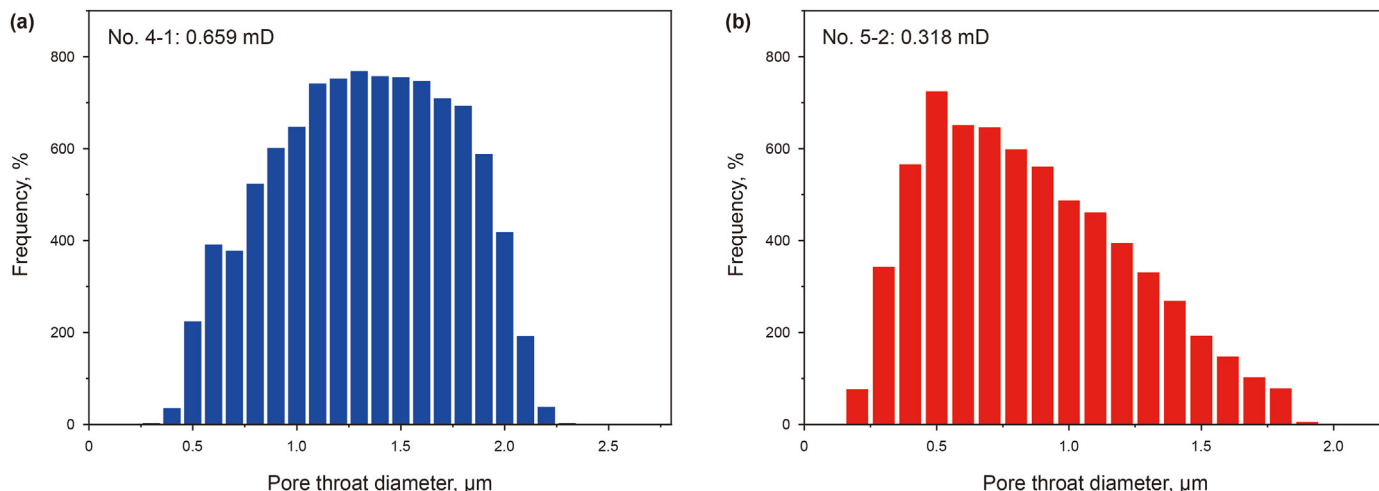 (a)
No. 4-1: 0.659 mD
800
600
400
200
0
Frequency, %
0 0.5 1.0 1.5 2.0 2.5
Pore throat diameter, μm
(b)
No. 5-2: 0.318 mD
800
600
400
200
0
Frequency, %
0 0.5 1.0 1.5 2.0
Pore throat diameter, μm